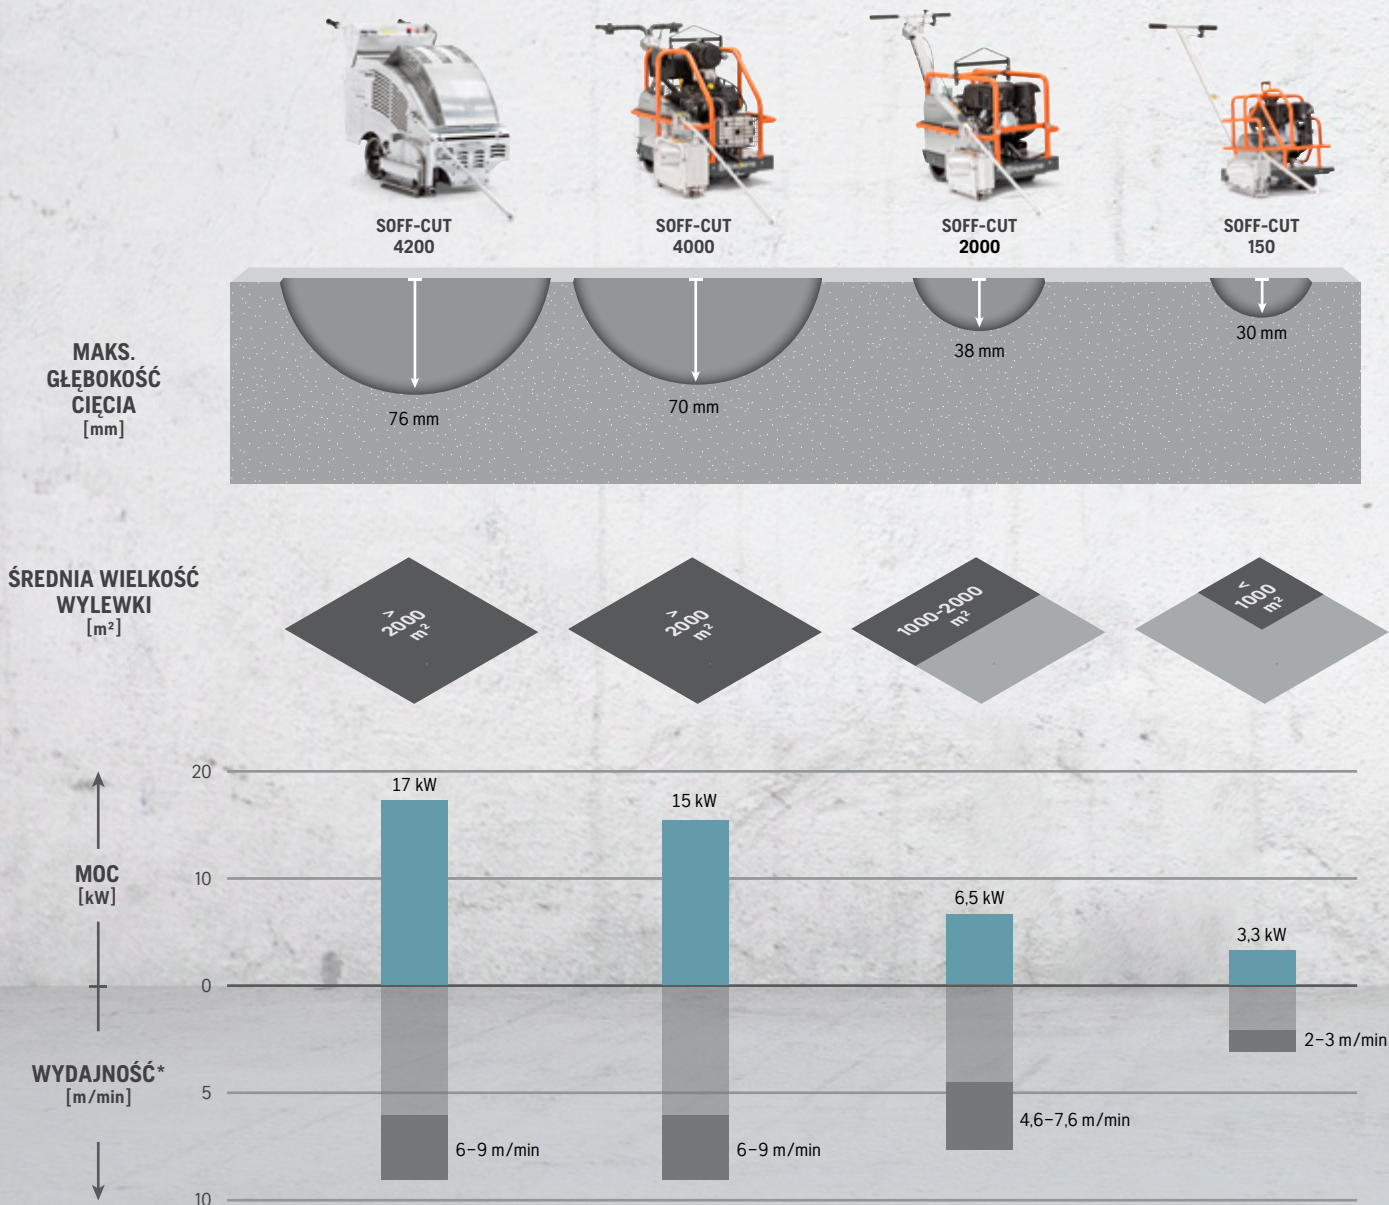 SOFF-CUT
4200
SOFF-CUT
4000
SOFF-CUT
2000
SOFF-CUT
150
MAKS.
GŁĘBOKOŚĆ
CIĘCIA
[mm]
76 mm
70 mm
38 mm
30 mm
ŚREDNIA WIELKOŚĆ
WYLEWKI
[m²]
>
2000
m²
>
2000
m²
1000-2000
m²
<
1000
m²
MOC
[kW]
20
10
0
17 kW
15 kW
6,5 kW
3,3 kW
WYDAJNOŚĆ*
[m/min]
5
10
6–9 m/min
6–9 m/min
4,6–7,6 m/min
2–3 m/min